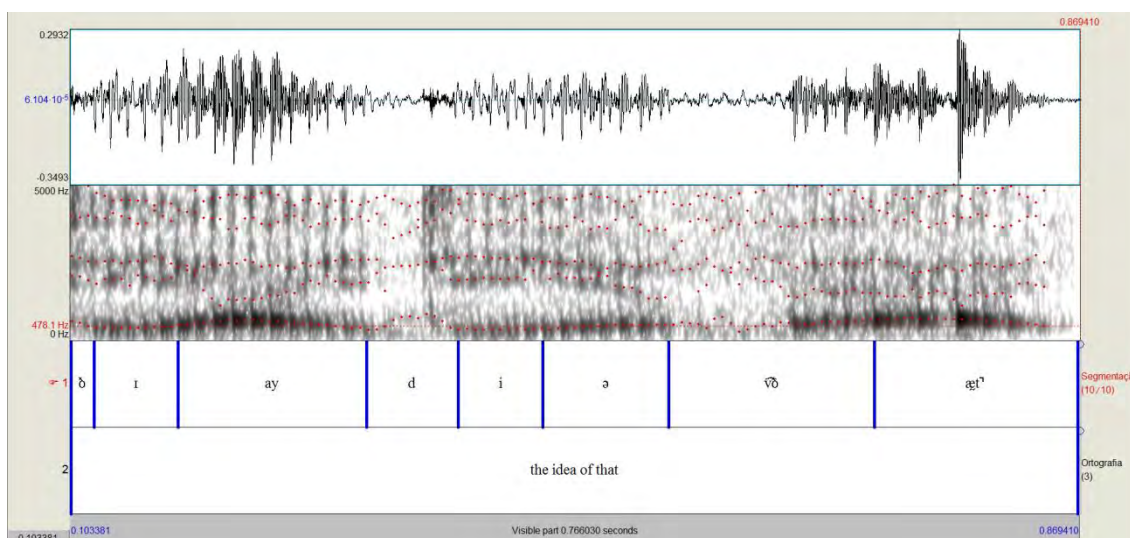 0.869410
0.2932
6.104·10⁻⁵
-0.3493
5000 Hz
478.1 Hz
0 Hz
☞ 1 ð ɪ ay d i ə v͡ð æ̰t̚ Segmentaçã
(10 / 10)
2 the idea of that Ortografia
(3)
0.103381 0.103381 Visible part 0.766030 seconds 0.869410